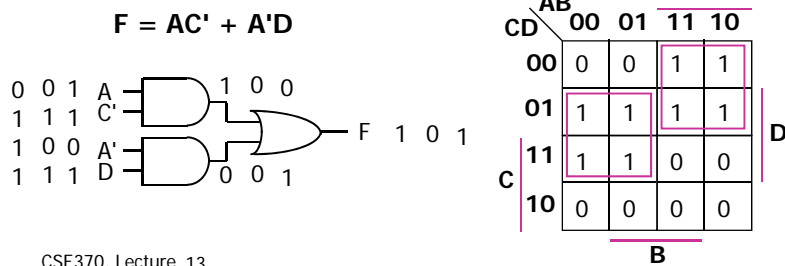 F = AC' + A'D
0 0 1 A 1 0 0
1 1 1 C'
F 1 0 1
1 0 0 A'
1 1 1 D 0 0 1
CSE370, Lecture 13
AB
CD 00 01 11 10
00 0 0 1 1
01 1 1 1 1 D
11 1 1 0 0
C
10 0 0 0 0
B